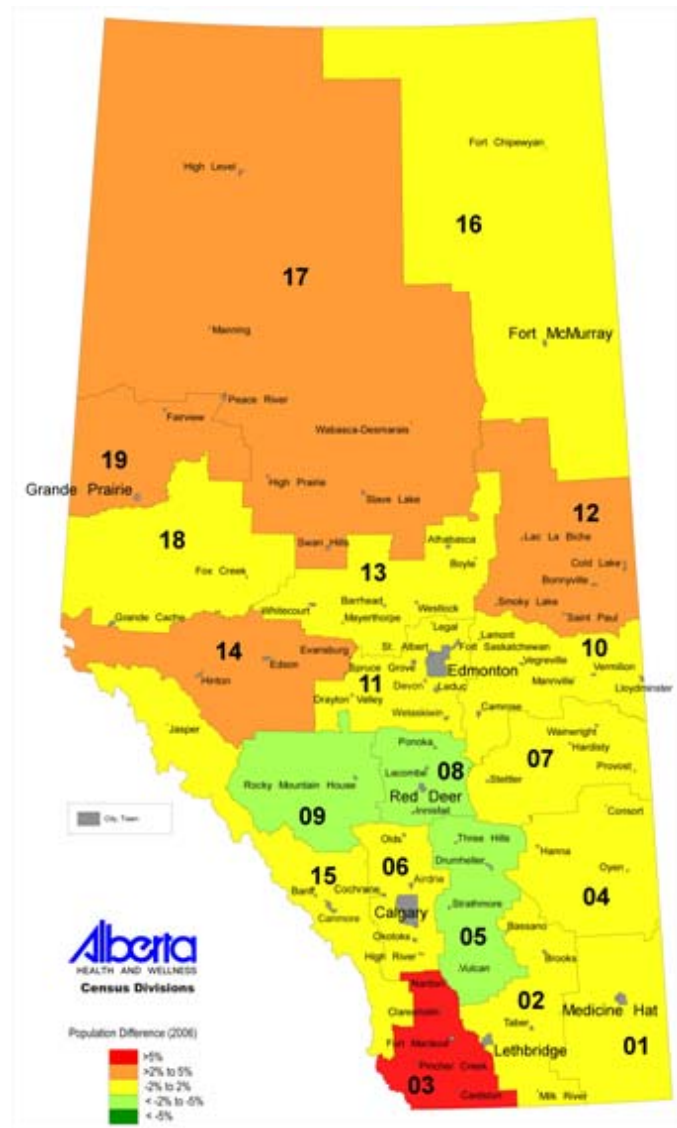 Fort Chipewyan
High Level
16
17
Manning
Fort McMurray
Peace River
Fairview
Wabasca-Desmarais
19
High Prairie
Grande Prairie
Slave Lake
12
18
Swan Hills
Athabasca
Lac La Biche
Fox Creek
13
Boyle
Cold Lake
Bonnyville
Whitecourt
Barrhead
Westlock
Smoky Lake
Grande Cache
Mayerthorpe
Saint Paul
Legal
Lamont
10
14
Evansburg
St. Albert
Fort Saskatchewan
Edson
Spruce Grove
Edmonton
Vegreville
Vermilion
Hinton
11
Devon
Leduc
Mannville
Lloydminster
Drayton Valley
Camrose
Wetaskiwin
Jasper
Wainwright
Ponoka
07
Hardisty
Lacombe
08
Provost
Rocky Mountain House
Stettler
Red Deer
09
Innisfail
Consort
City, Town
Olds
Three Hills
Hanna
06
Drumheller
Oyen
15
Airdrie
Banff
Cochrane
04
Canmore
Calgary
Strathmore
Bassano
Okotoks
05
High River
Brooks
Alberta
HEALTH AND WELLNESS
Census Divisions
Vulcan
Nanton
02
Medicine Hat
Claresholm
Taber
Population Difference (2006)
Fort Macleod
Lethbridge
01
>5%
Pincher Creek
>2% to 5%
03
-2% to 2%
Cardston
Milk River
< -2% to -5%
< -5%